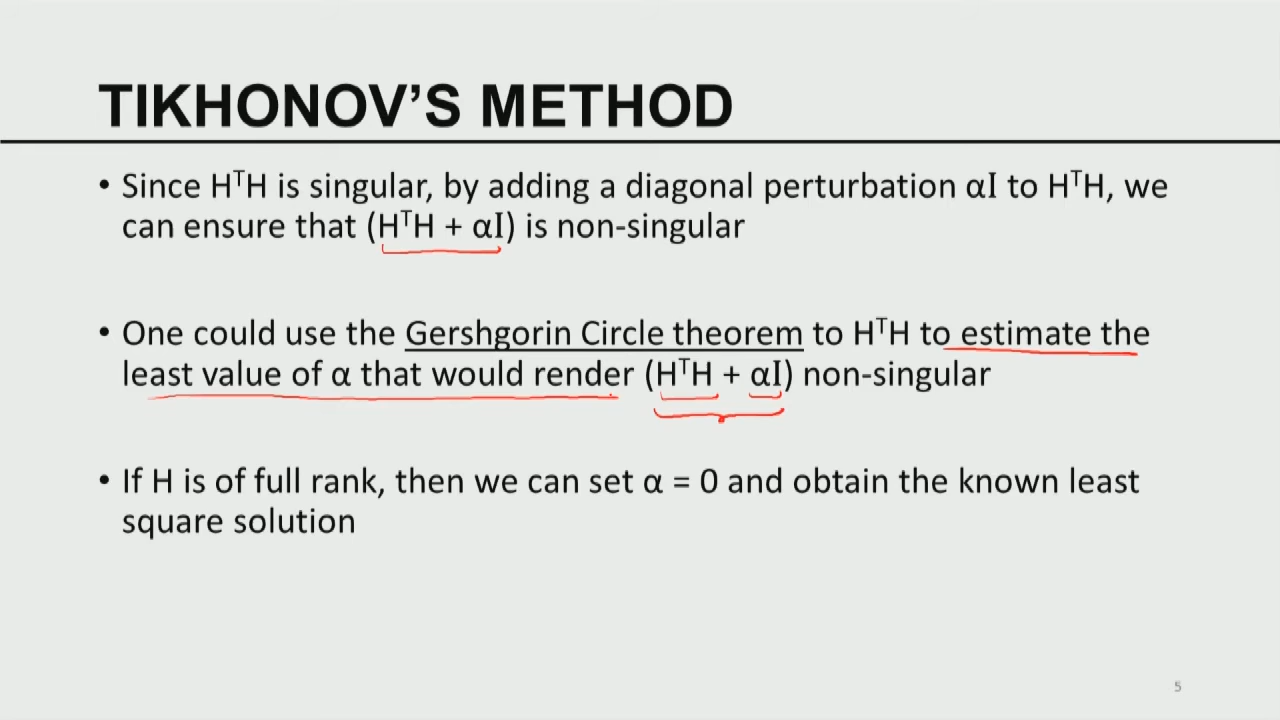 TIKHONOV'S METHOD
• Since HᵀH is singular, by adding a diagonal perturbation αI to HᵀH, we
can ensure that (HᵀH + αI) is non-singular
• One could use the Gershgorin Circle theorem to HᵀH to estimate the
least value of α that would render (HᵀH + αI) non-singular
• If H is of full rank, then we can set α = 0 and obtain the known least
square solution
5